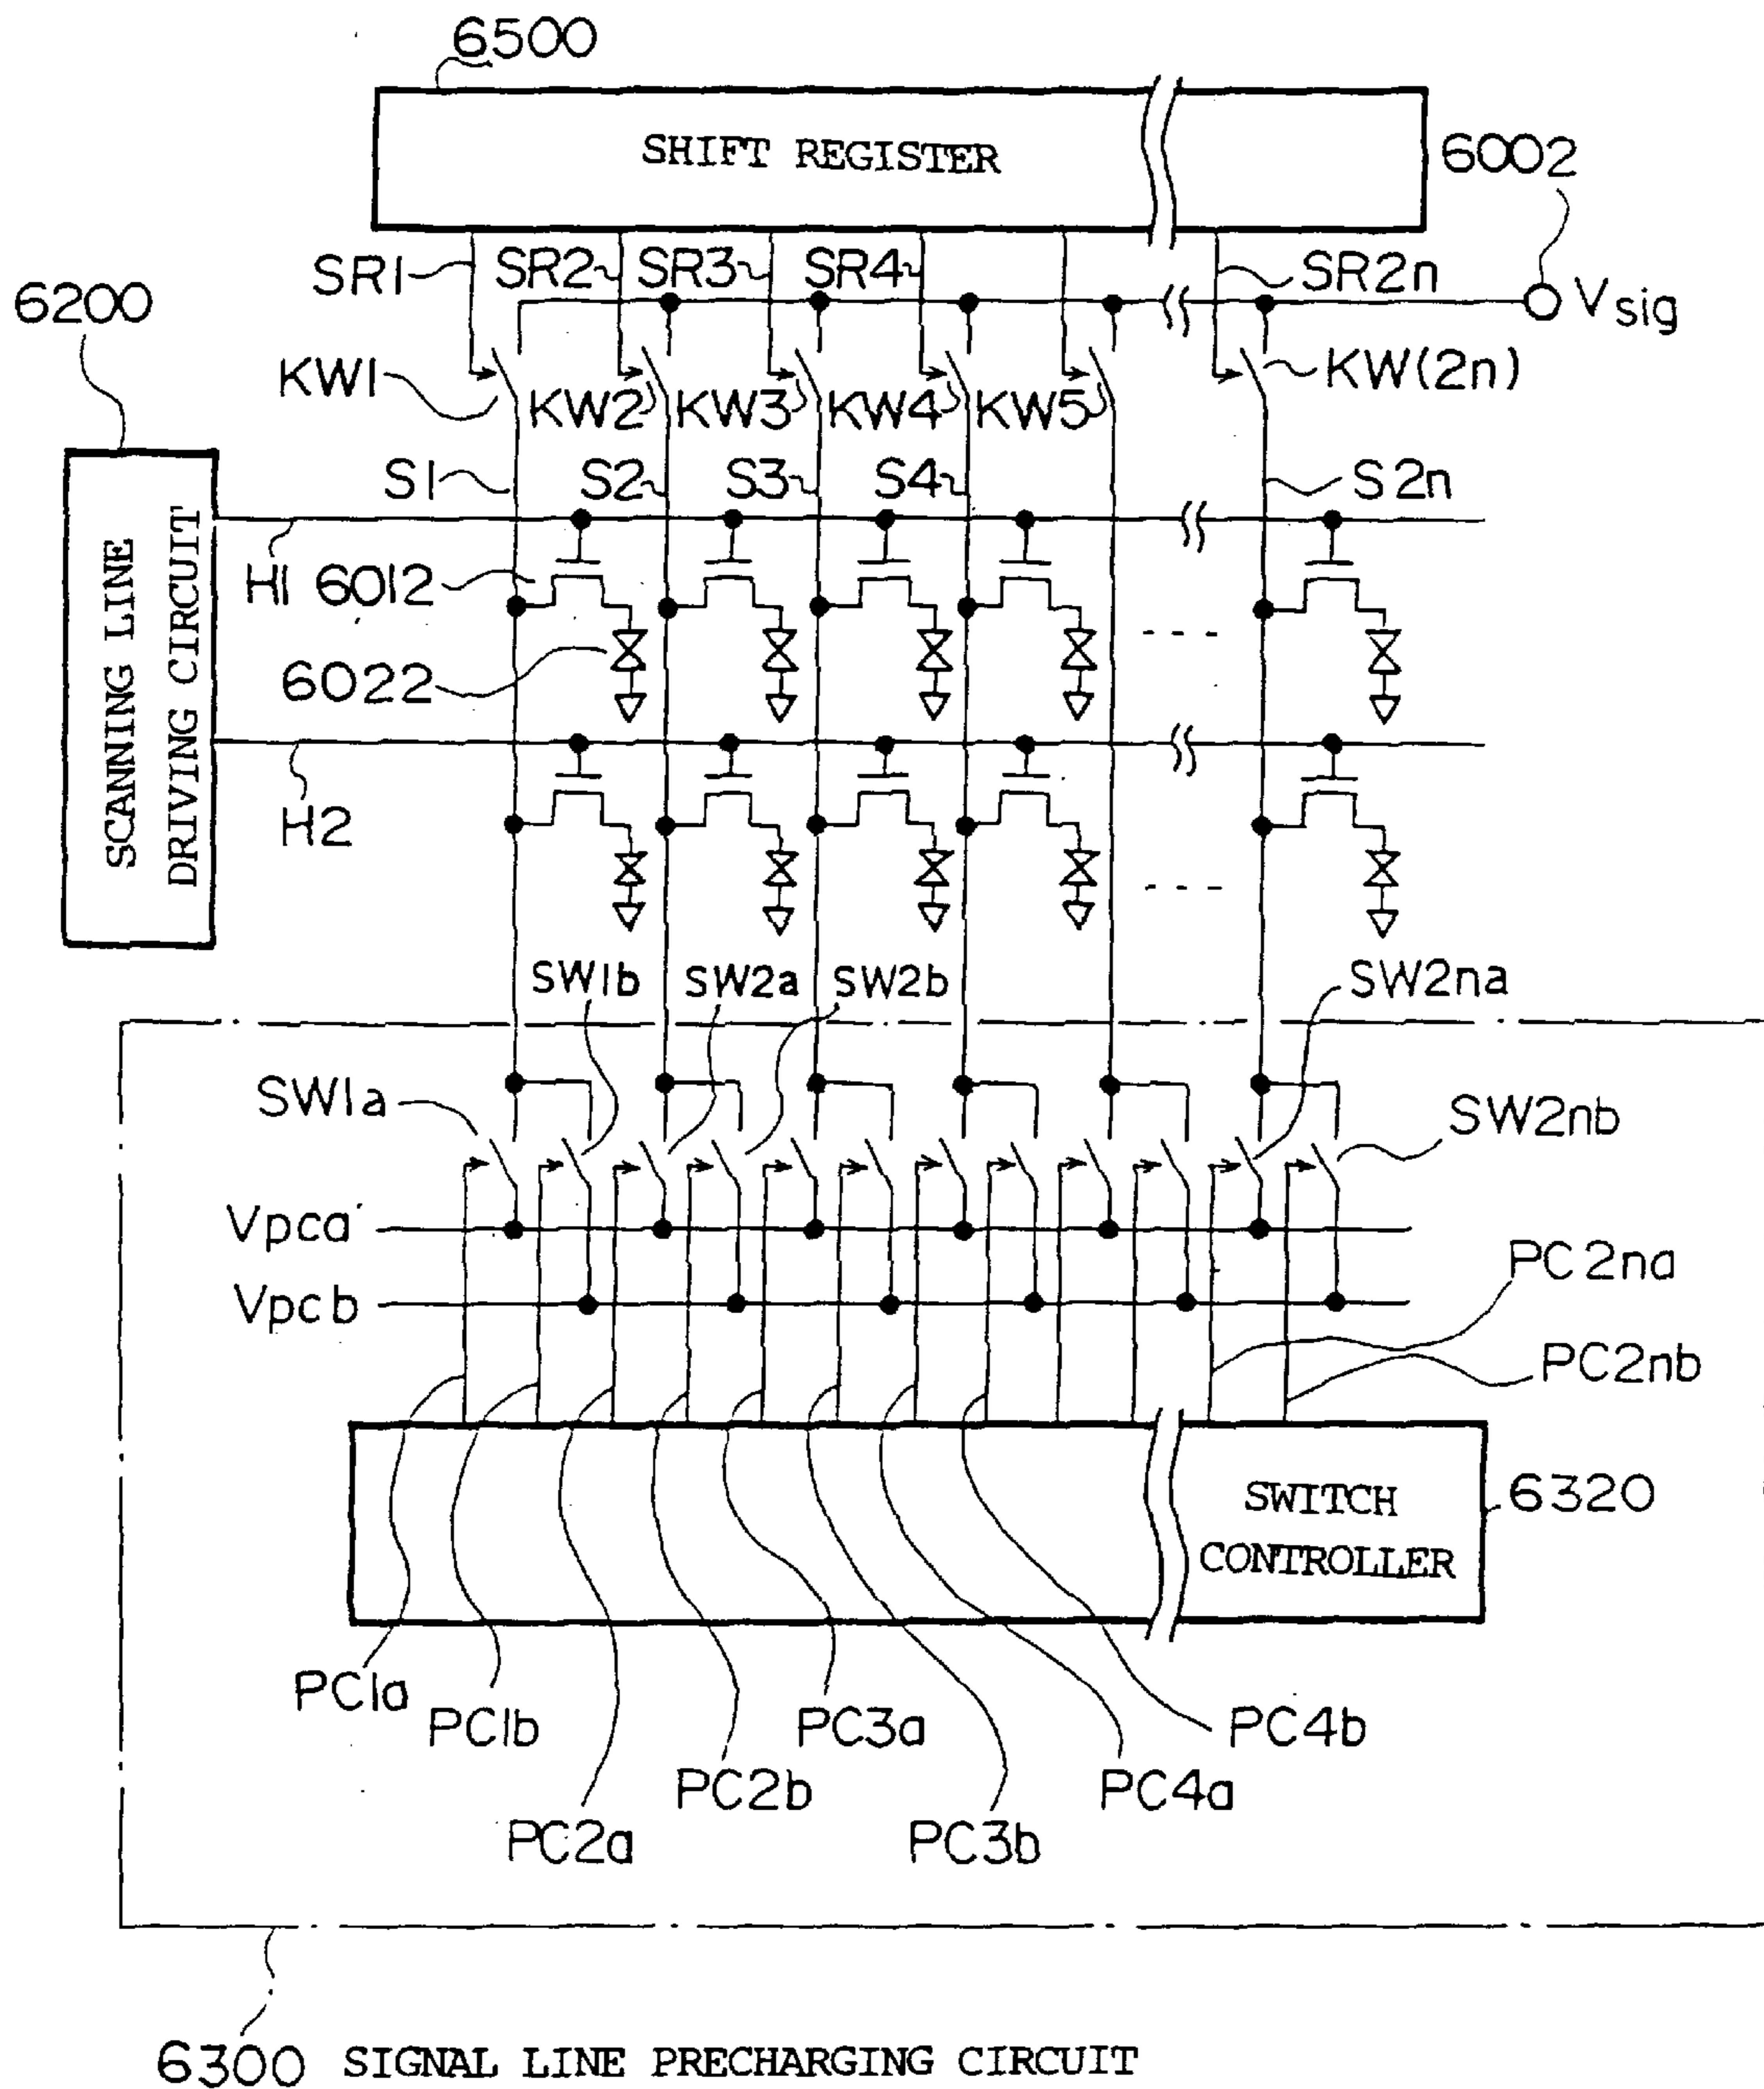 6500
SHIFT REGISTER
6002
SR1 SR2 SR3 SR4 SR2n
6200
Vsig
KW1 KW2 KW3 KW4 KW5 KW(2n)
S1 S2 S3 S4 S2n
SCANNING LINE
DRIVING CIRCUIT
H1 6012
6022
H2
SW1b SW2a SW2b SW2na
SW1a SW2nb
Vpca
Vpcb
PC2na
PC2nb
SWITCH
CONTROLLER
6320
PC1a
PC1b PC3a PC4b
PC2b PC4a
PC2a PC3b
6300 SIGNAL LINE PRECHARGING CIRCUIT